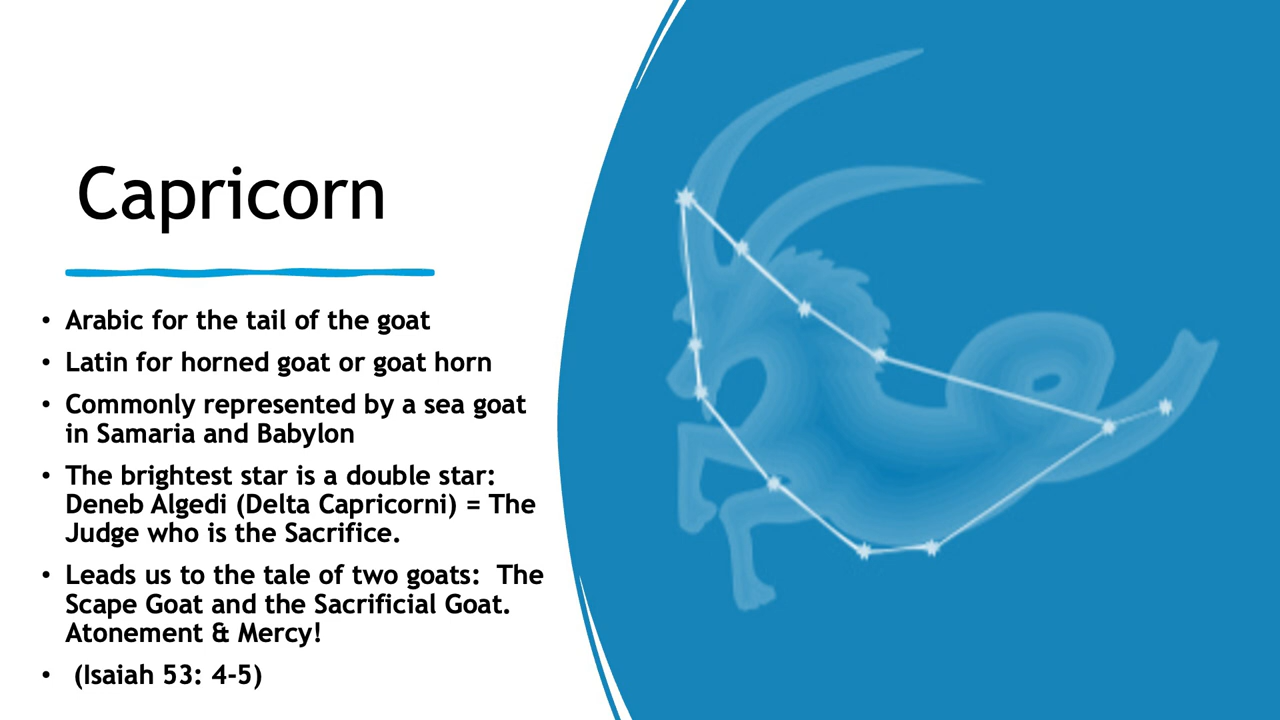 Capricorn
• Arabic for the tail of the goat
• Latin for horned goat or goat horn
• Commonly represented by a sea goat
in Samaria and Babylon
• The brightest star is a double star:
Deneb Algedi (Delta Capricorni) = The
Judge who is the Sacrifice.
• Leads us to the tale of two goats:  The
Scape Goat and the Sacrificial Goat.
Atonement & Mercy!
•  (Isaiah 53: 4-5)